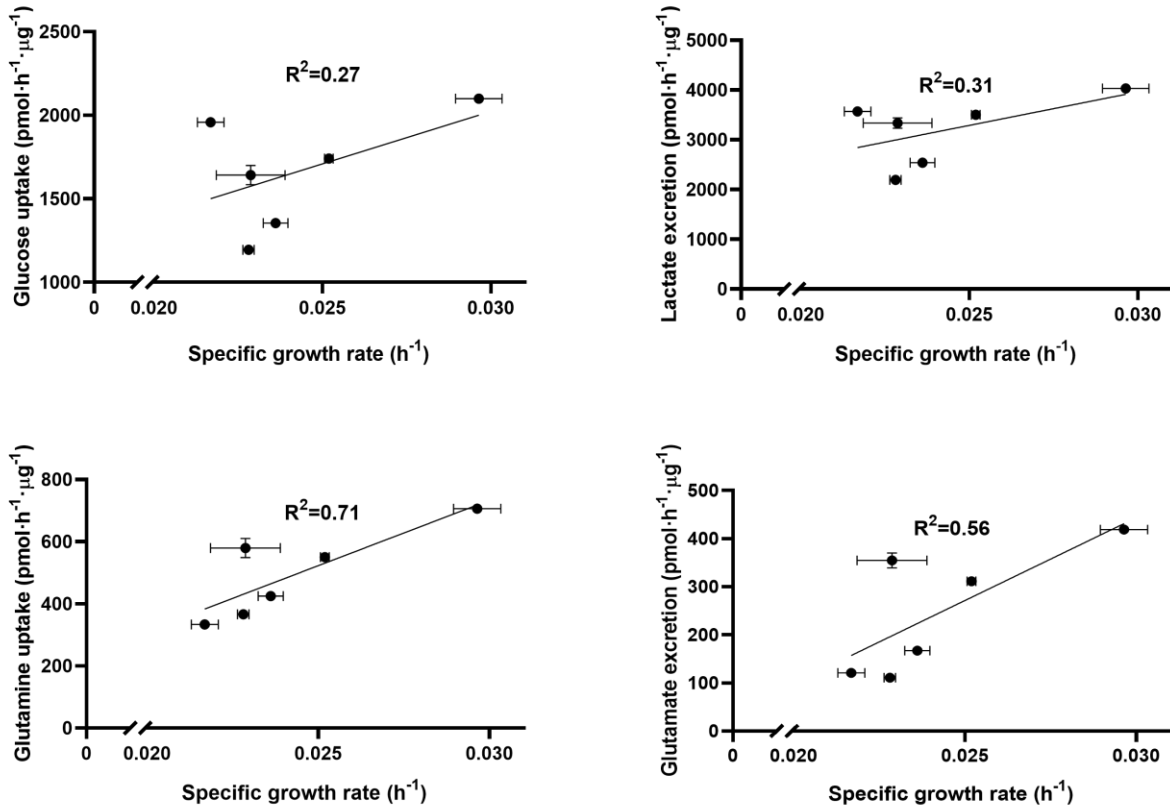 Glucose uptake (pmol·h⁻¹·µg⁻¹)
2500
2000
1500
1000
R²=0.27
0 0.020 0.025 0.030
Specific growth rate (h⁻¹)
Lactate excretion (pmol·h⁻¹·µg⁻¹)
5000
4000
3000
2000
1000
0
R²=0.31
0 0.020 0.025 0.030
Specific growth rate (h⁻¹)
Glutamine uptake (pmol·h⁻¹·µg⁻¹)
800
600
400
200
0
R²=0.71
0 0.020 0.025 0.030
Specific growth rate (h⁻¹)
Glutamate excretion (pmol·h⁻¹·µg⁻¹)
500
400
300
200
100
0
R²=0.56
0 0.020 0.025 0.030
Specific growth rate (h⁻¹)